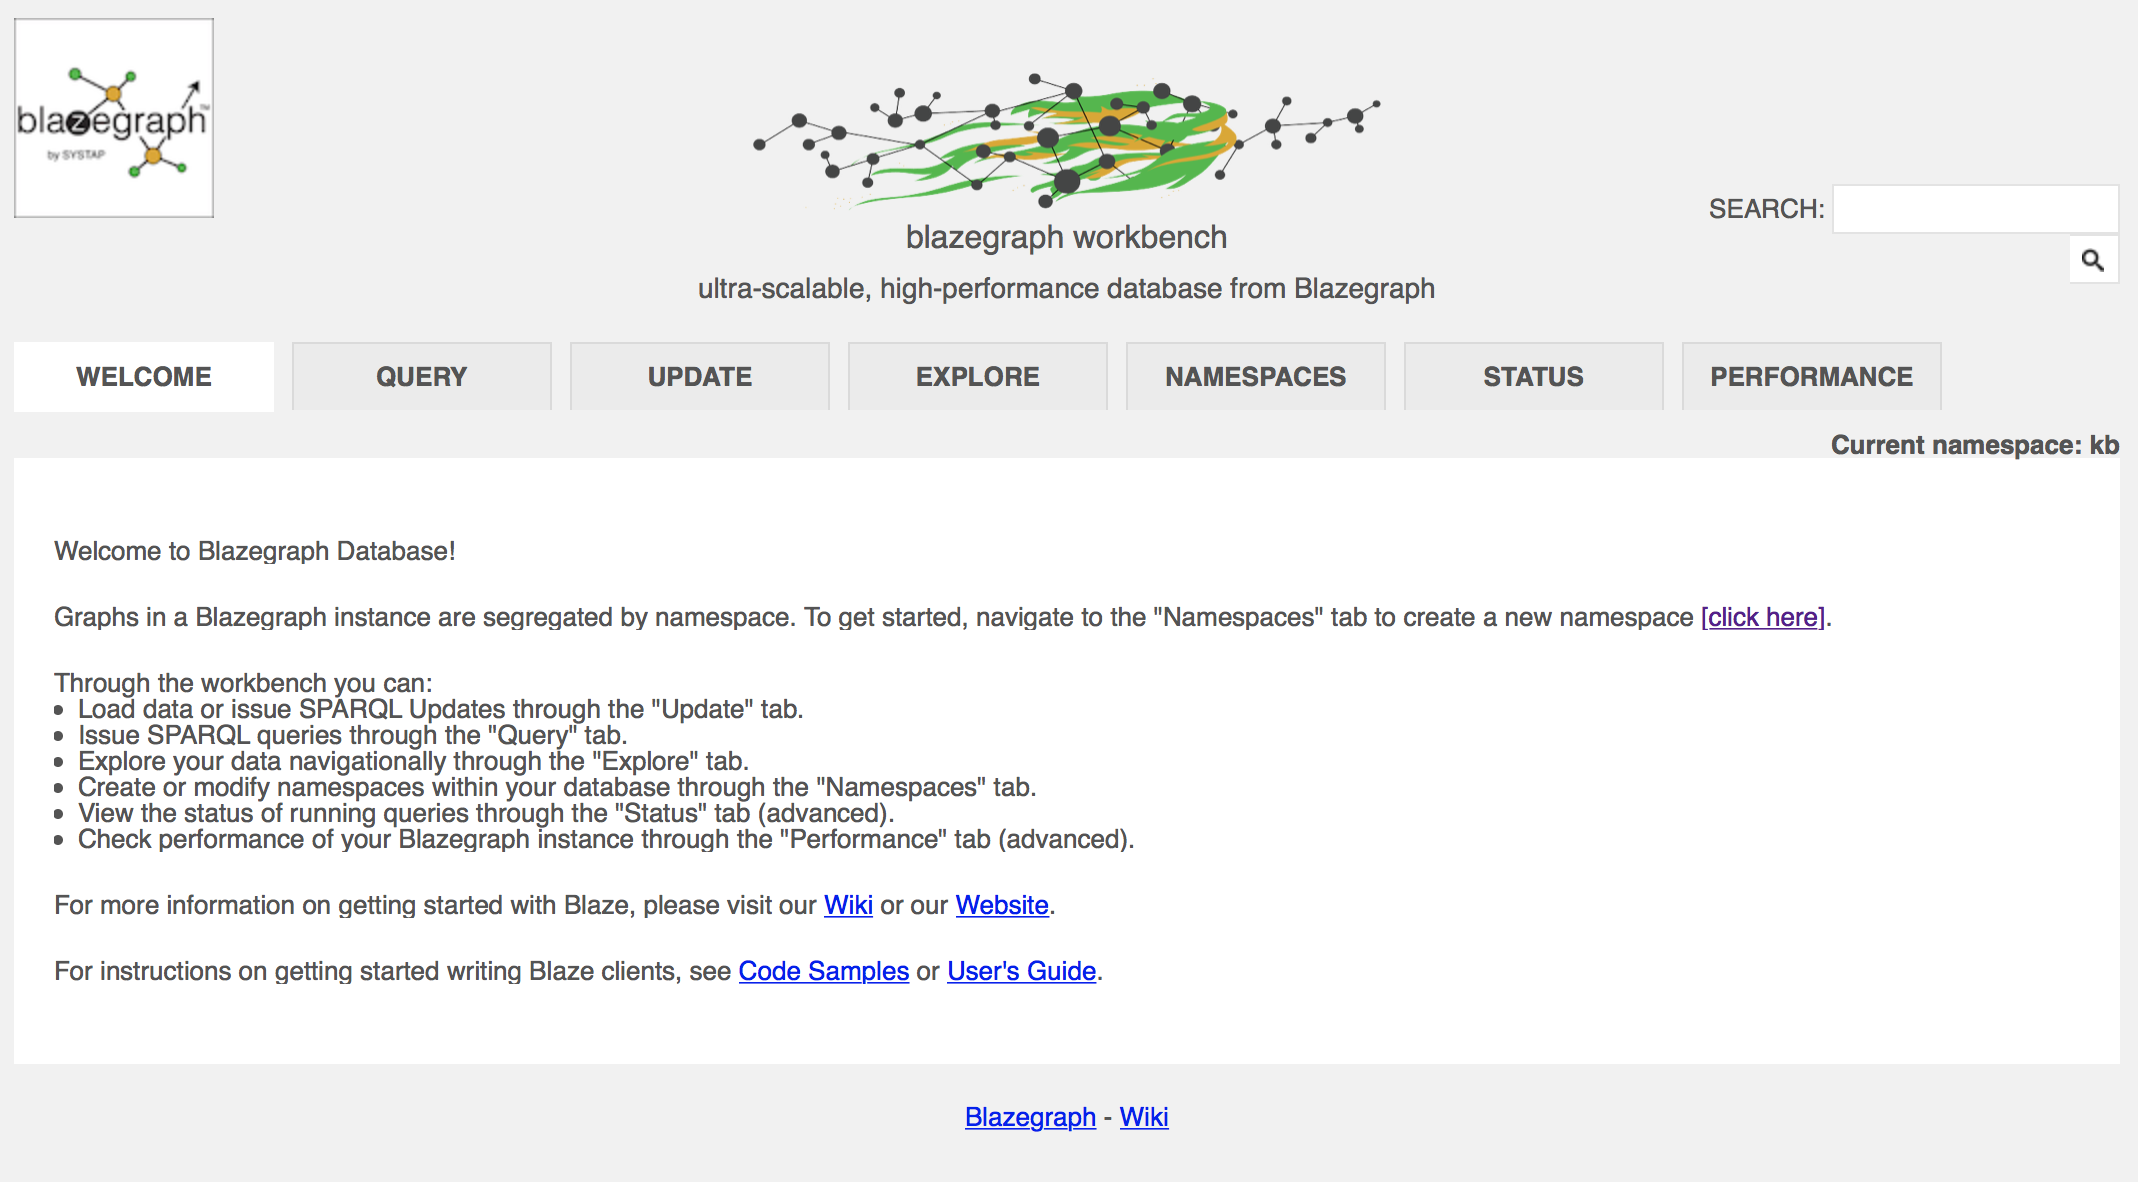 blazegraph™
by SYSTAP
blazegraph workbench
ultra-scalable, high-performance database from Blazegraph
SEARCH:
WELCOME
QUERY
UPDATE
EXPLORE
NAMESPACES
STATUS
PERFORMANCE
Current namespace: kb
Welcome to Blazegraph Database!
Graphs in a Blazegraph instance are segregated by namespace. To get started, navigate to the "Namespaces" tab to create a new namespace [click here].
Through the workbench you can:
• Load data or issue SPARQL Updates through the "Update" tab.
• Issue SPARQL queries through the "Query" tab.
• Explore your data navigationally through the "Explore" tab.
• Create or modify namespaces within your database through the "Namespaces" tab.
• View the status of running queries through the "Status" tab (advanced).
• Check performance of your Blazegraph instance through the "Performance" tab (advanced).
For more information on getting started with Blaze, please visit our Wiki or our Website.
For instructions on getting started writing Blaze clients, see Code Samples or User's Guide.
Blazegraph - Wiki